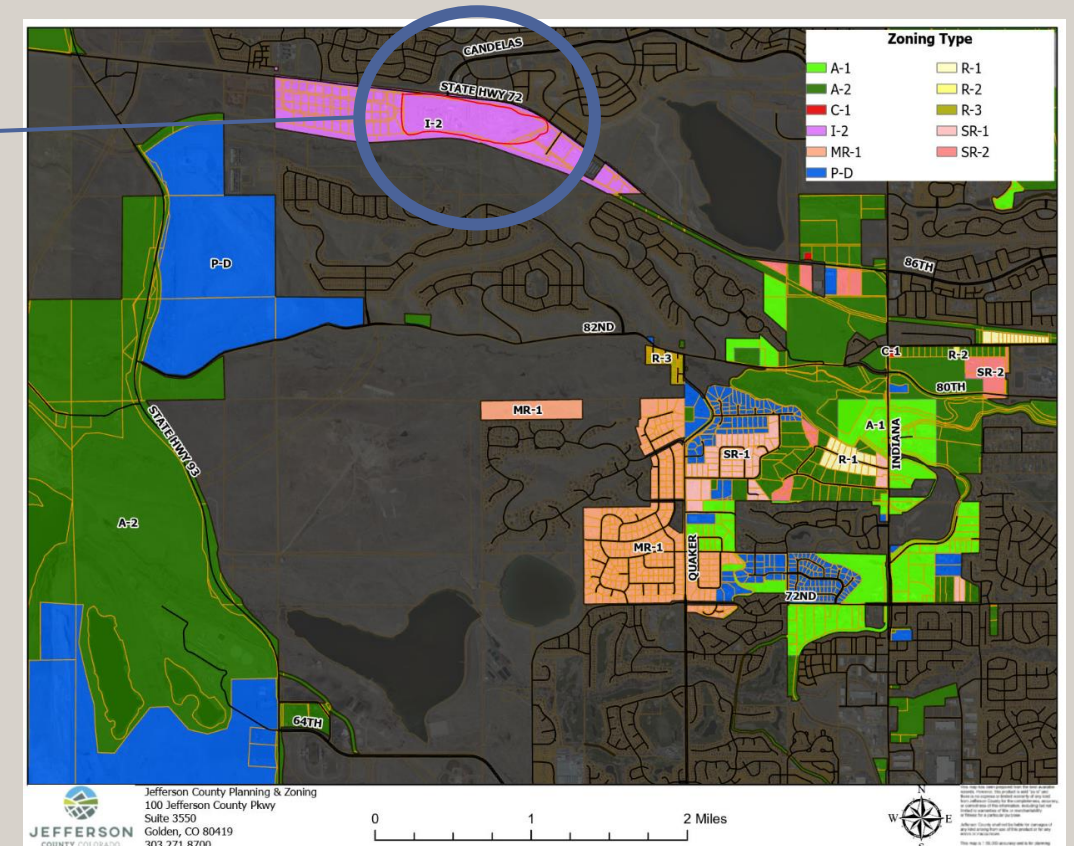 CANDELAS
Zoning Type
A-1
A-2
C-1
I-2
MR-1
P-D
R-1
R-2
R-3
SR-1
SR-2
STATE HWY 72
I-2
P-D
86TH
82ND
R-3
C-1
R-2
SR-2
80TH
MR-1
STATE HWY 93
SR-1
A-1
R-1
INDIANA
A-2
MR-1
QUAKER
72ND
64TH
JEFFERSON
COUNTY COLORADO
Jefferson County Planning & Zoning
100 Jefferson County Pkwy
Suite 3550
Golden, CO 80419
303 271 8700
0 1 2 Miles
N
W E
S